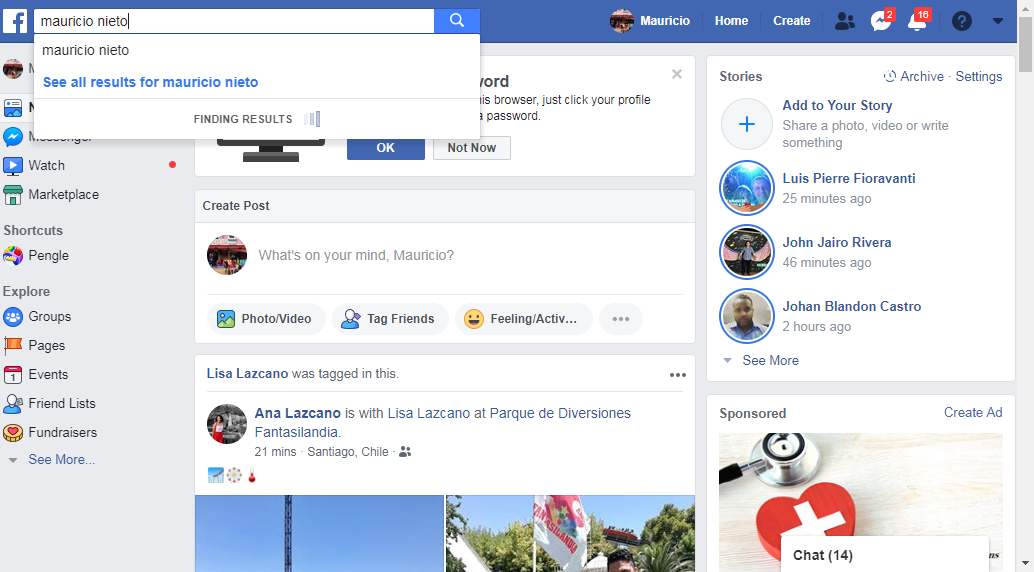 f
mauricio nieto
Mauricio
Home
Create
2
16
?
mauricio nieto
See all results for mauricio nieto
FINDING RESULTS
M
N
Messenger
Watch
Marketplace
Shortcuts
Pengle
Explore
Groups
Pages
1
Events
Friend Lists
Fundraisers
See More...
word
his browser, just click your profile
a password.
OK
Not Now
Create Post
What's on your mind, Mauricio?
Photo/Video
Tag Friends
Feeling/Activ...
Lisa Lazcano was tagged in this.
Ana Lazcano is with Lisa Lazcano at Parque de Diversiones
Fantasilandia.
21 mins · Santiago, Chile ·
Stories
Archive · Settings
Add to Your Story
Share a photo, video or write
something
Luis Pierre Fioravanti
25 minutes ago
John Jairo Rivera
46 minutes ago
Johan Blandon Castro
2 hours ago
See More
Sponsored
Create Ad
Chat (14)